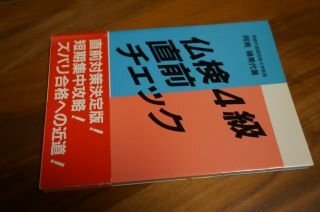 仏検4級
直前
チェック
直前対策決定版!
短期集中攻略!
ズバリ合格への近道!